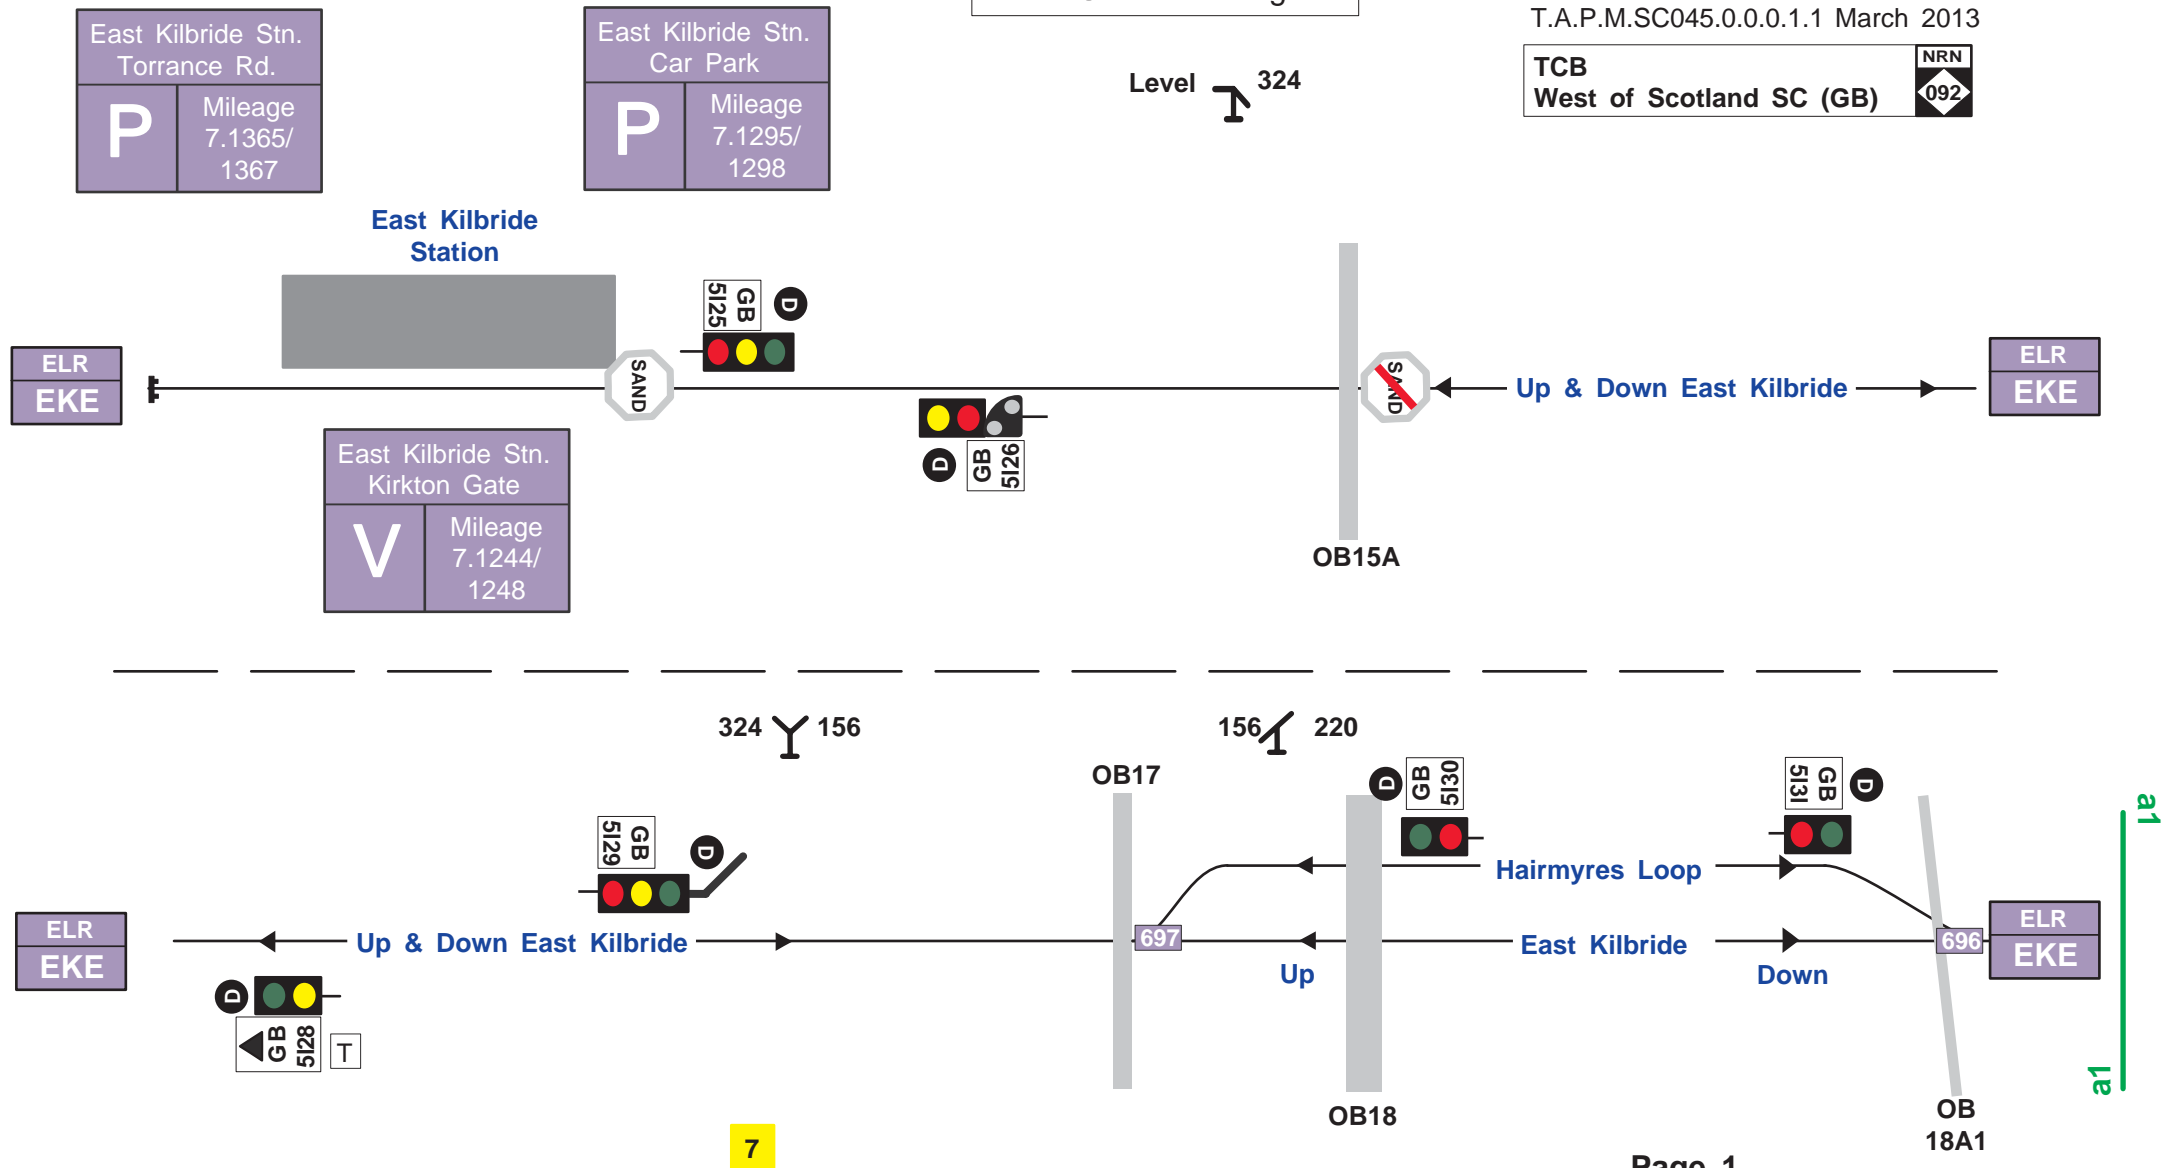 T.A.P.M.SC045.0.0.0.1.1 March 2013
East Kilbride Stn.
Torrance Rd.
P
Mileage
7.1365/
1367
East Kilbride Stn.
Car Park
P
Mileage
7.1295/
1298
Level 324
TCB
West of Scotland SC (GB)
NRN
092
East Kilbride
Station
GB
5I25
D
ELR
EKE
SAND
SAND
Up & Down East Kilbride
ELR
EKE
D
GB
5I26
East Kilbride Stn.
Kirkton Gate
V
Mileage
7.1244/
1248
OB15A
324 156
156 220
OB17
D
GB
5I30
GB
5I31
D
GB
5I29
D
a1
Hairmyres Loop
ELR
EKE
Up & Down East Kilbride
697
East Kilbride
696
ELR
EKE
Up
Down
D
GB
5I28
T
a1
OB18
OB
18A1
7
Page 1